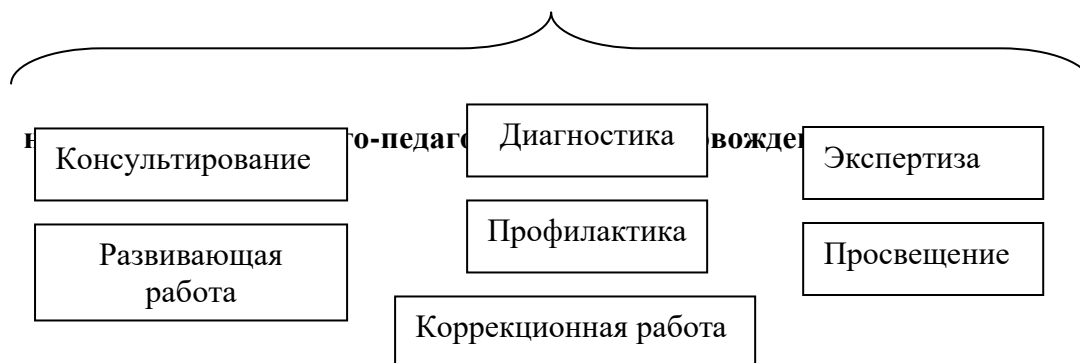 Диагностика
Консультирование
Экспертиза
Профилактика
Развивающая
работа
Просвещение
Коррекционная работа